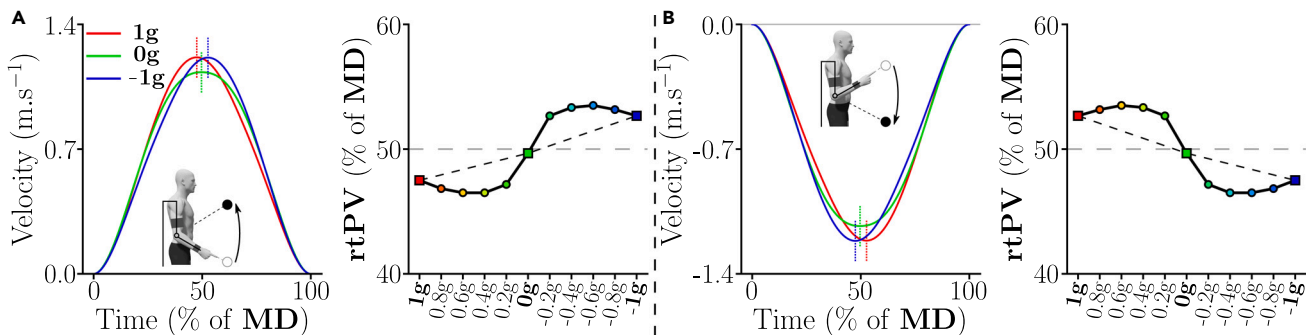 A
1.4
0.7
0.0
Velocity (m.s⁻¹)
1g
0g
-1g
0
50
100
Time (% of MD)
60
50
40
rtPV (% of MD)
1g
0.8g
0.6g
0.4g
0.2g
0g
-0.2g
-0.4g
-0.6g
-0.8g
-1g
B
0.0
-0.7
-1.4
Velocity (m.s⁻¹)
0
50
100
Time (% of MD)
60
50
40
rtPV (% of MD)
1g
0.8g
0.6g
0.4g
0.2g
0g
-0.2g
-0.4g
-0.6g
-0.8g
-1g